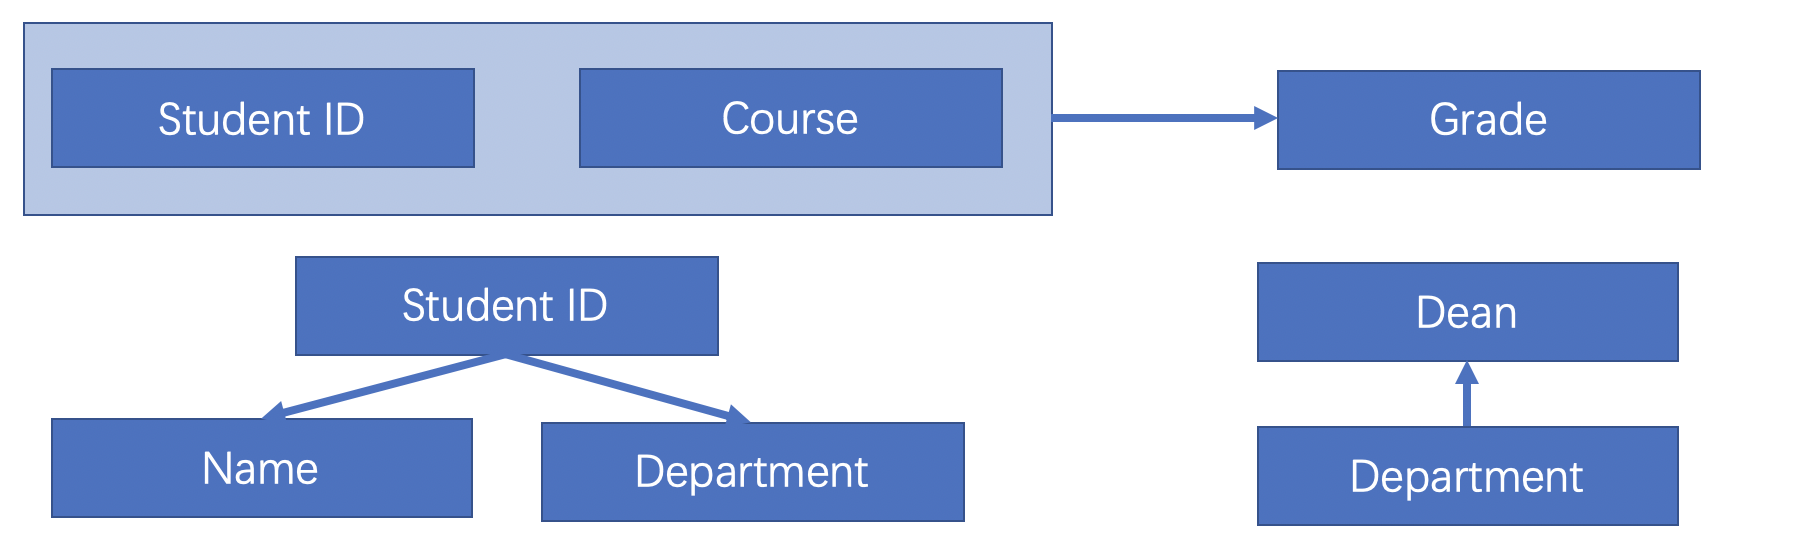 Student ID
Course
Grade
Student ID
Dean
Name
Department
Department